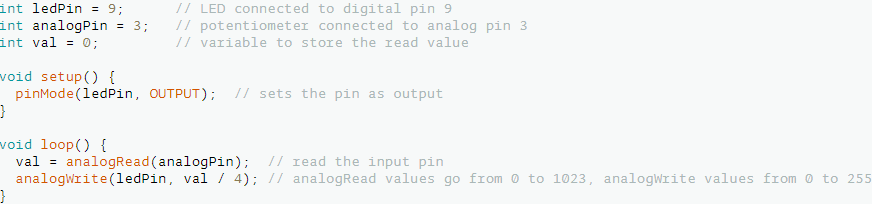 int ledPin = 9;      // LED connected to digital pin 9
int analogPin = 3;   // potentiometer connected to analog pin 3
int val = 0;         // variable to store the read value

void setup() {
  pinMode(ledPin, OUTPUT);  // sets the pin as output
}

void loop() {
  val = analogRead(analogPin);  // read the input pin
  analogWrite(ledPin, val / 4); // analogRead values go from 0 to 1023, analogWrite values from 0 to 255
}